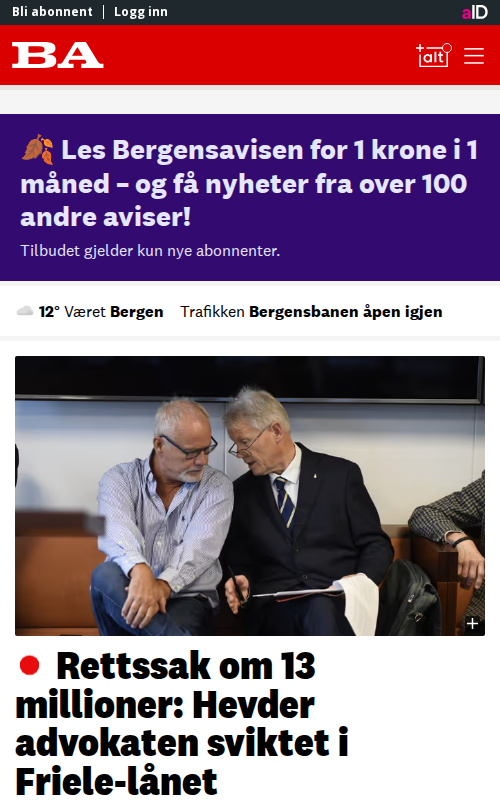 Bli abonnent | Logg inn aID
BA +alt
Les Bergensavisen for 1 krone i 1
måned – og få nyheter fra over 100
andre aviser!
Tilbudet gjelder kun nye abonnenter.
12° Været Bergen Trafikken Bergensbanen åpen igjen
Rettssak om 13
millioner: Hevder
advokaten sviktet i
Friele-lånet